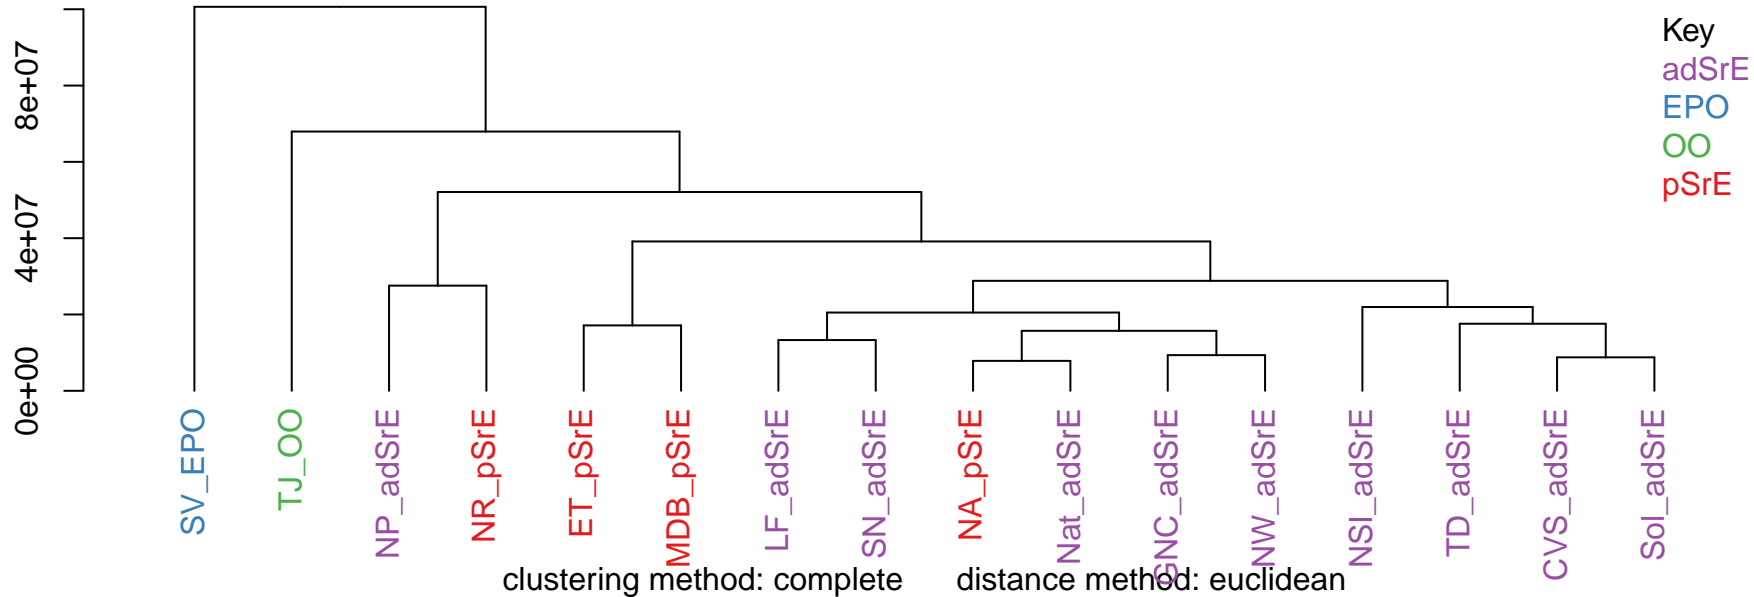 Key
adSrE
EPO
OO
pSrE
8e+07
4e+07
0e+00
SV_EPO
TJ_OO
NP_adSrE
NR_pSrE
ET_pSrE
MDB_pSrE
LF_adSrE
SN_adSrE
NA_pSrE
Nat_adSrE
GNC_adSrE
NW_adSrE
NSI_adSrE
TD_adSrE
CVS_adSrE
Sol_adSrE
clustering method: complete distance method: euclidean